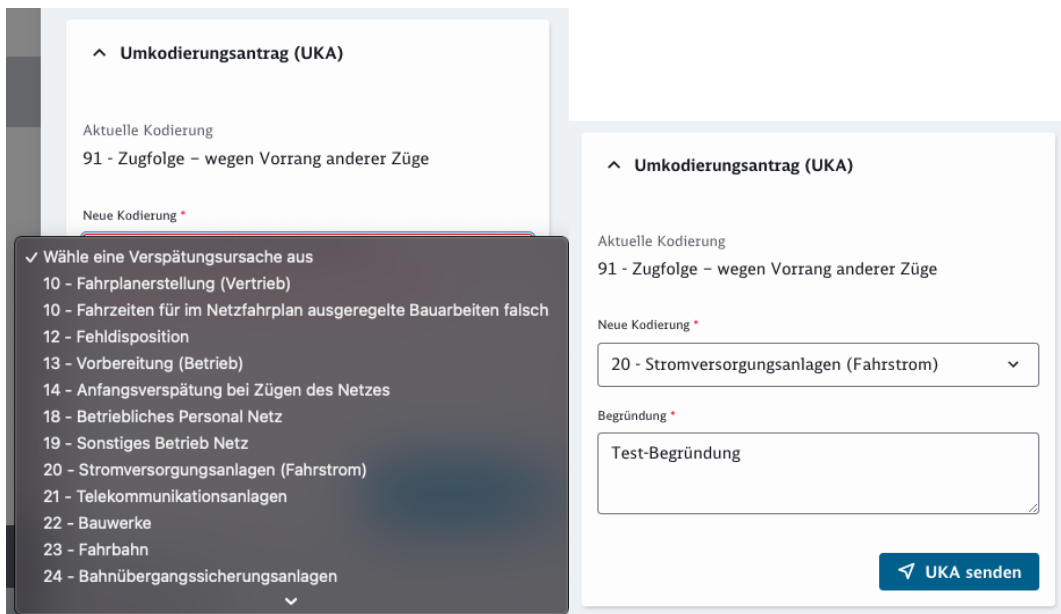 Umkodierungsantrag (UKA)
Aktuelle Kodierung
91 - Zugfolge – wegen Vorrang anderer Züge
Neue Kodierung *
✓ Wähle eine Verspätungsursache aus
10 - Fahrplanerstellung (Vertrieb)
10 - Fahrzeiten für im Netzfahrplan ausgeregelte Bauarbeiten falsch
12 - Fehldisposition
13 - Vorbereitung (Betrieb)
14 - Anfangsverspätung bei Zügen des Netzes
18 - Betriebliches Personal Netz
19 - Sonstiges Betrieb Netz
20 - Stromversorgungsanlagen (Fahrstrom)
21 - Telekommunikationsanlagen
22 - Bauwerke
23 - Fahrbahn
24 - Bahnübergangssicherungsanlagen
Umkodierungsantrag (UKA)
Aktuelle Kodierung
91 - Zugfolge – wegen Vorrang anderer Züge
Neue Kodierung *
20 - Stromversorgungsanlagen (Fahrstrom)
Begründung *
Test-Begründung
UKA senden